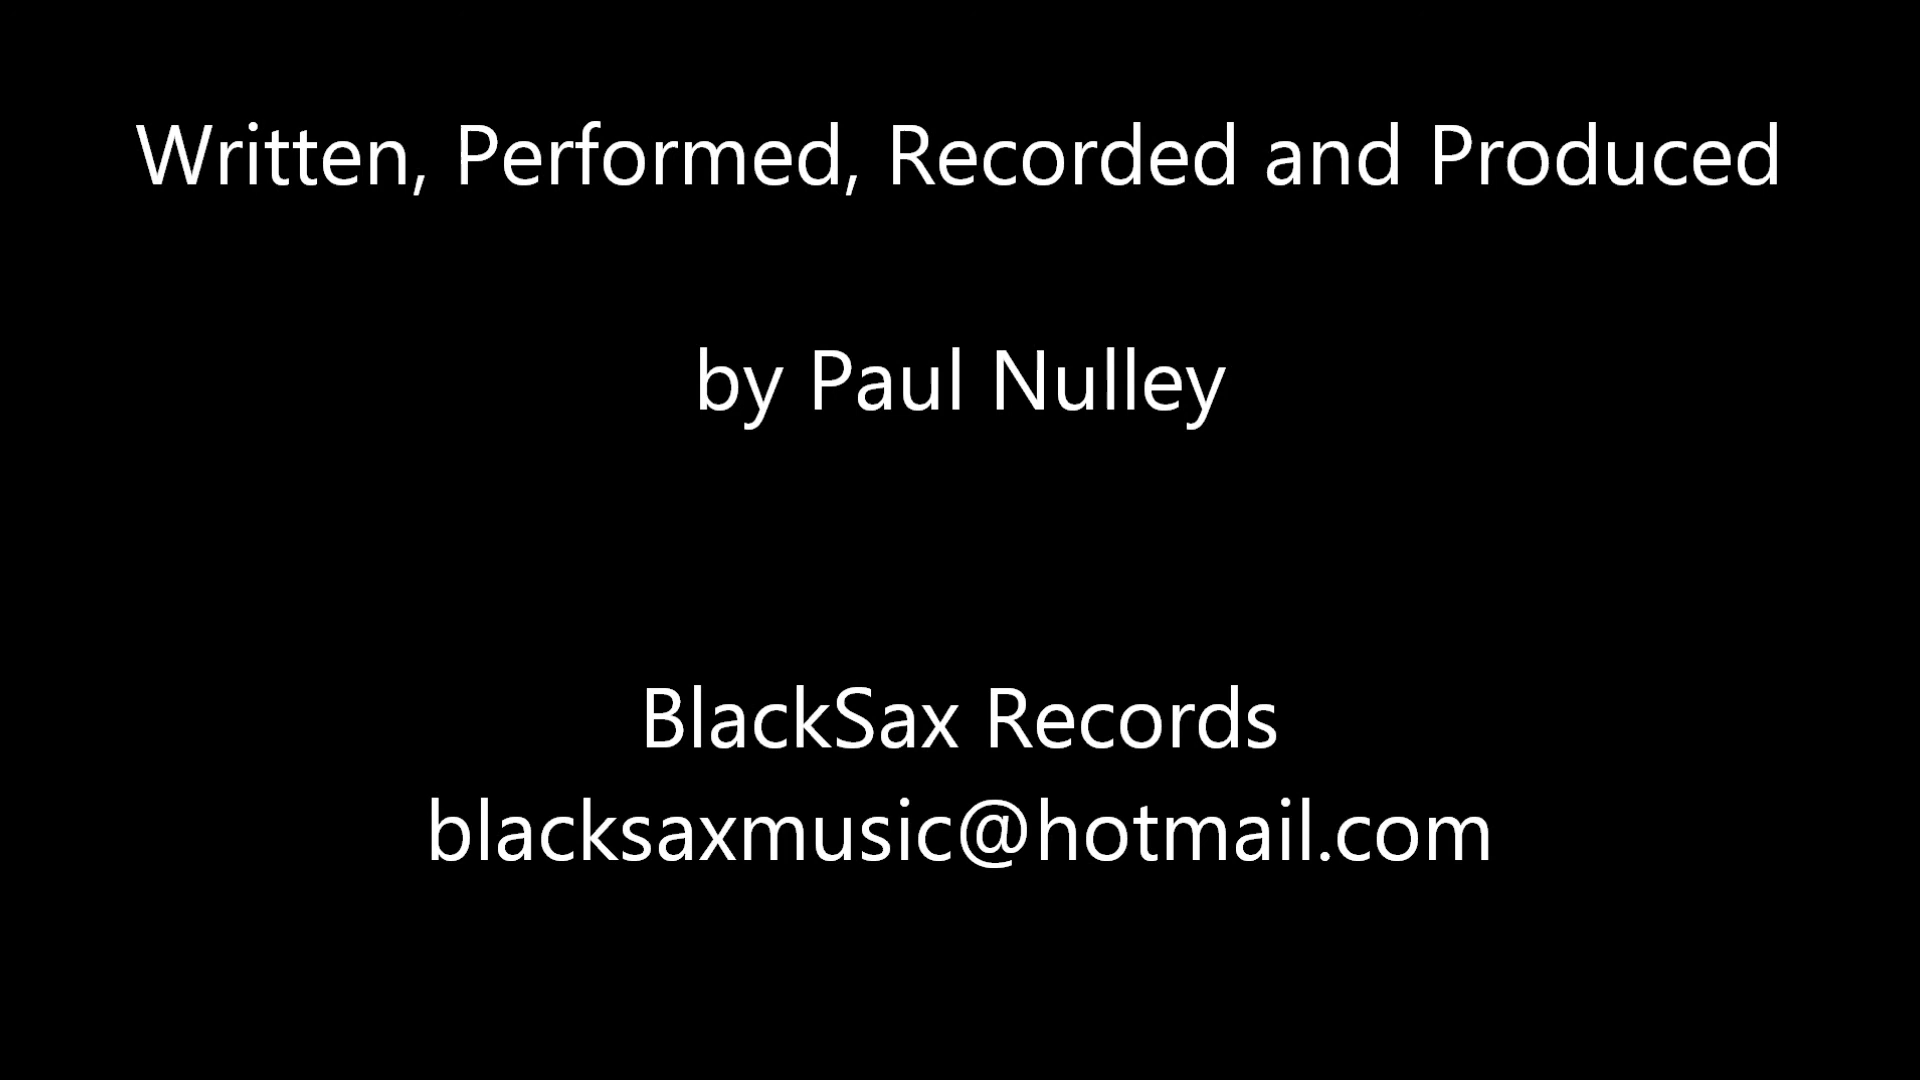 Written, Performed, Recorded and Produced
by Paul Nulley
BlackSax Records
blacksaxmusic@hotmail.com